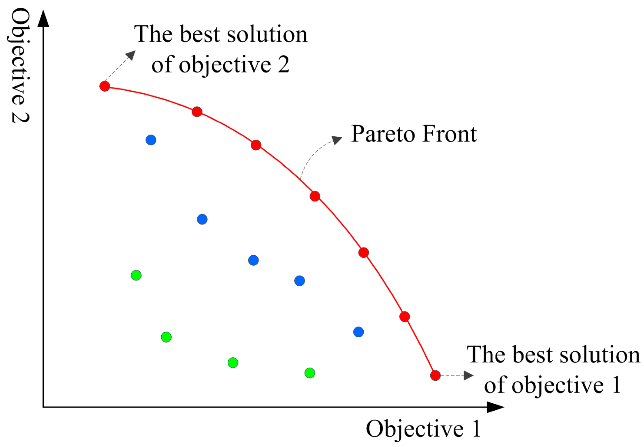 Objective 2
The best solution
of objective 2
Pareto Front
The best solution
of objective 1
Objective 1